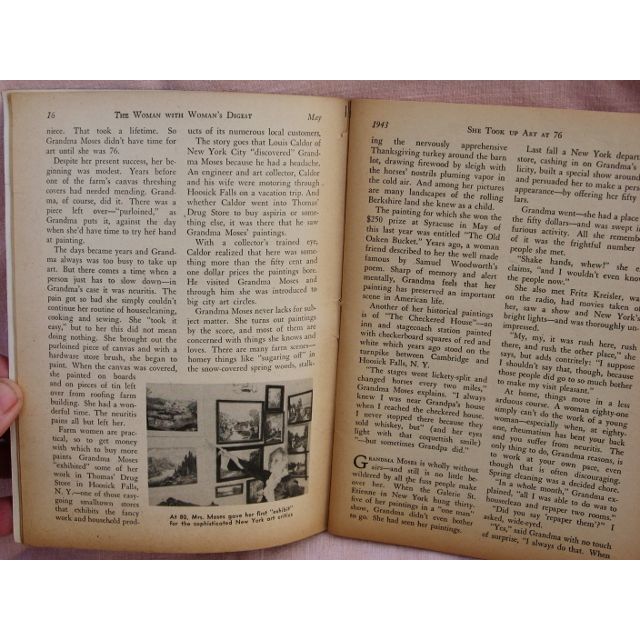 16 THE WOMAN WITH WOMAN'S DIGEST May
niece. That took a lifetime. So
Grandma Moses didn't have time for
art until she was 76.
Despite her present success, her be-
ginning was modest. Years before
one of the farm's canvas threshing
covers had needed mending. Grand-
ma, of course, did it. There was a
piece left over—"purloined," as
Grandma puts it, against the day
when she'd have time to try her hand
at painting.
The days became years and Grand-
ma always was too busy to take up
art. But there comes a time when a
person just has to slow down—in
Grandma's case it was neuritis. The
pain got so bad she simply couldn't
continue her routine of housecleaning,
cooking and sewing. She "took it
easy," but to her this did not mean
doing nothing. She brought out the
purloined piece of canvas and with a
hardware store brush, she began to
paint. When the canvas was covered,
she painted on boards
and on pieces of tin left
over from roofing farm
building. She had a won-
derful time. The neuritis
pains all but left her.
Farm women are prac-
tical, so to get money
with which to buy more
paints Grandma Moses
"exhibited" some of her
work in Thomas' Drug
Store in Hoosick Falls,
N. Y.—one of those easy-
going smalltown stores
that exhibits the fancy
work and household prod-
ucts of its numerous local customers.
The story goes that Louis Caldor of
New York City "discovered" Grand-
ma Moses because he had a headache.
An engineer and art collector, Caldor
and his wife were motoring through
Hoosick Falls on a vacation trip. And
whether Caldor went into Thomas'
Drug Store to buy aspirin or some-
thing else, it was there that he saw
Grandma Moses' paintings.
With a collector's trained eye,
Caldor realized that there was some-
thing more than the fifty cent and
one dollar prices the paintings bore.
He visited Grandma Moses and
through him she was introduced to
big city art circles.
Grandma Moses never lacks for sub-
ject matter. She turns out paintings
by the score, and most of them are
concerned with things she knows and
loves. There are many farm scenes—
homey things like "sugaring off" in
the snow-covered spring woods, stalk-
At 80, Mrs. Moses gave her first "exhibit"
for the sophisticated New York art critics
1943 SHE TOOK UP ART AT 76
ing the nervously apprehensive
Thanksgiving turkey around the barn
lot, drawing firewood by sleigh with
the horses' nostrils pluming vapor in
the cold air. And among her pictures
are many landscapes of the rolling
Berkshire land she knew as a child.
The painting for which she won the
$250 prize at Syracuse in May of
this last year was entitled "The Old
Oaken Bucket." Years ago, a woman
friend described to her the well made
famous by Samuel Woodworth's
poem. Sharp of memory and alert
mentally, Grandma feels that her
painting has preserved an important
scene in American life.
Another of her historical paintings
is of "The Checkered House"—an
inn and stagecoach station painted
with checkerboard squares of red and
white which years ago stood on the
turnpike between Cambridge and
Hoosick Falls, N. Y.
"The stages went lickety-split and
changed horses every two miles,"
Grandma Moses explains. "I always
knew I was near Grandpa's house
when I reached the checkered house.
I never stopped there because they
sold whiskey, but" (and her eyes
light with that coquettish smile)
"—but sometimes Grandpa did."
GRANDMA MOSES is wholly without
airs—and still is no little be-
wildered by all the fuss people make
over her. When the Galerie St.
Etienne in New York hung thirty-
five of her paintings in a "one man"
show, Grandma didn't even bother
to go. She had seen her paintings.
Last fall a New York depart
store, cashing in on Grandma's
licity, built a special show around
and persuaded her to make a pers
appearance—by offering her fifty
lars.
Grandma went—she had a place
the fifty dollars—and was swept in
furious activity. All she remem
of it was the frightful number
people she met.
"Shake hands, whew!" she e
claims, "and I wouldn't even know
the people now."
She also met Fritz Kreisler,
on the radio, had movies taken of
her, saw a show and New York's
bright lights—and was thoroughly un
impressed.
"My, my, it was rush here, rush
there, and rush the other place," she
says, but adds contritely: "I suppose
I shouldn't say that, though, because
those people did go to so much bother
to make my visit pleasant."
At home, things move in a less
arduous course. A woman eighty-one
simply can't do the work of a young
woman—especially when, at eighty-
one, rheumatism has bent your back
and you suffer from neuritis. The
only thing to do, Grandma reasons, is
to work at your own pace, even
though that is often discouraging.
Spring cleaning was a decided chore.
"In a whole month," Grandma ex-
plained, "all I was able to do was to
houseclean and repaper two rooms."
"Did you say 'repaper them'?" I
asked, wide-eyed.
"Yes," said Grandma with no touch
of surprise, "I always do that. When